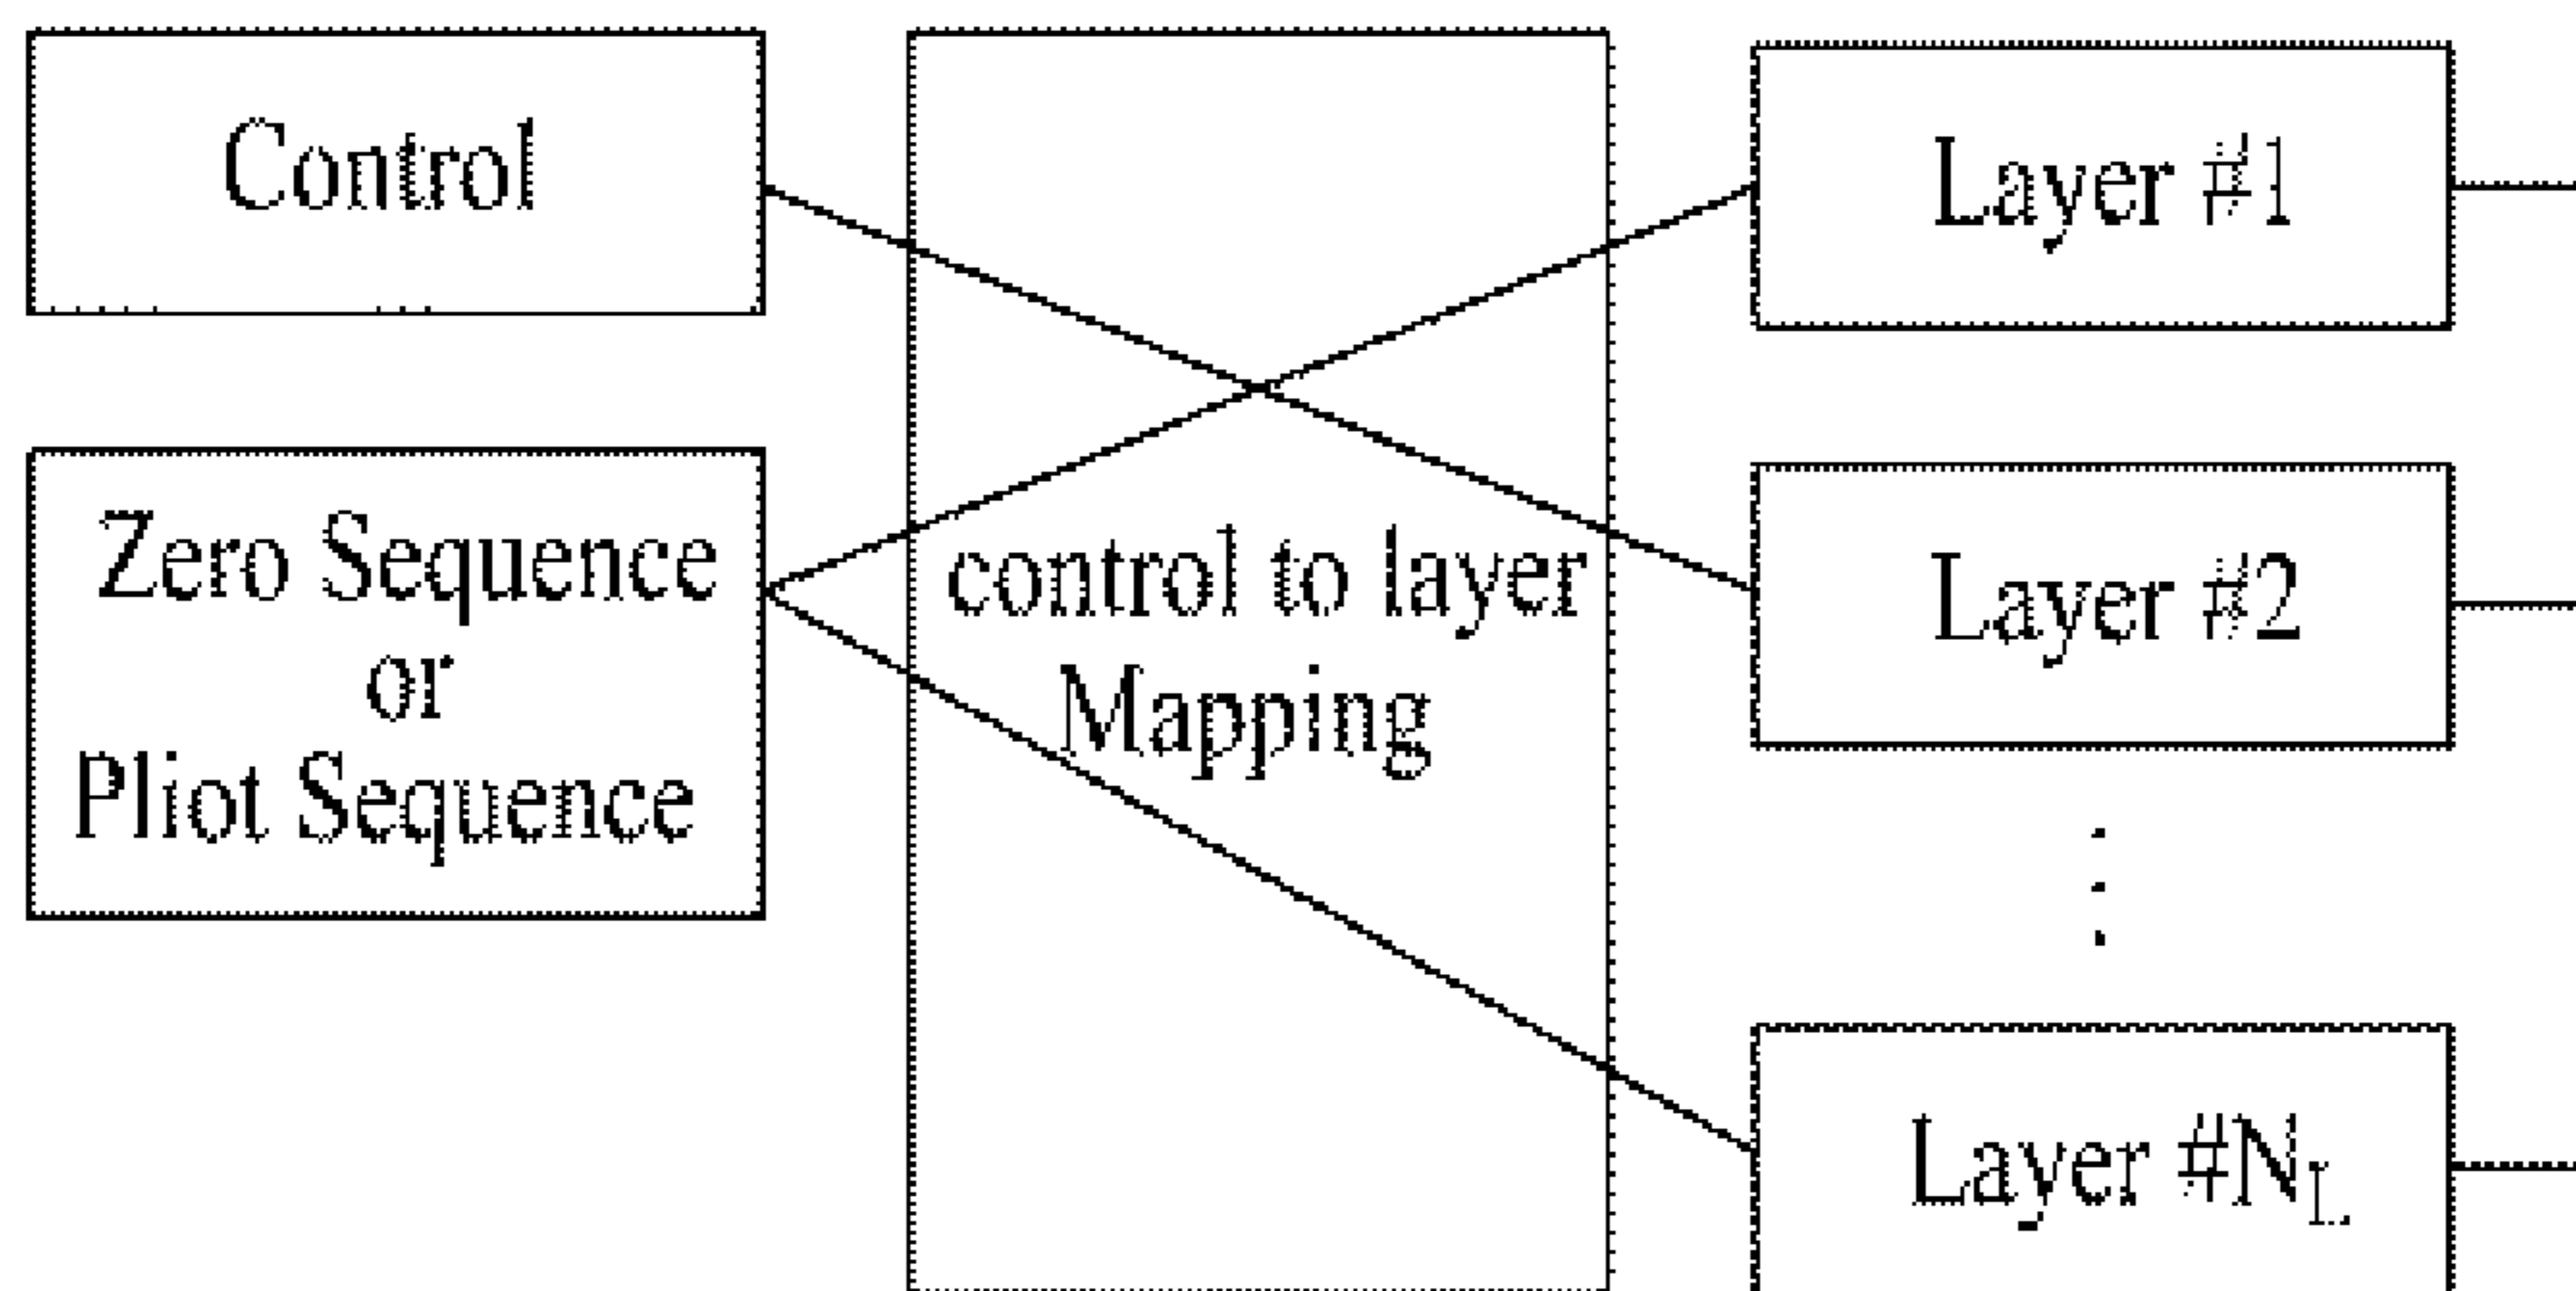 Control
Zero Sequence
or
Pliot Sequence
control to layer
Mapping
Layer #1
Layer #2
Layer #N_L